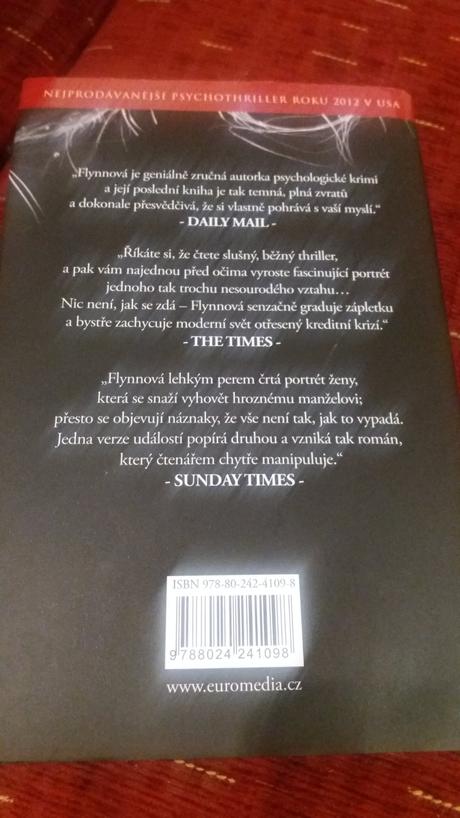 NEJPRODÁVANĚJŠÍ PSYCHOTHRILLER ROKU 2012 V USA
„Flynnová je geniálně zručná autorka psychologické krimi
a její poslední kniha je tak temná, plná zvratů
a dokonale přesvědčivá, že si vlastně pohrává s vaší myslí.“
- DAILY MAIL -
„Říkáte si, že čtete slušný, běžný thriller,
a pak vám najednou před očima vyroste fascinující portrét
jednoho tak trochu nesourodého vztahu…
Nic není, jak se zdá – Flynnová senzačně graduje zápletku
a bystře zachycuje moderní svět otřesený kreditní krizí.“
- THE TIMES -
„Flynnová lehkým perem črtá portrét ženy,
která se snaží vyhovět hroznému manželovi;
přesto se objevují náznaky, že vše není tak, jak to vypadá.
Jedna verze událostí popírá druhou a vzniká tak román,
který čtenářem chytře manipuluje.“
- SUNDAY TIMES -
ISBN 978-80-242-4109-8
9 788024 241098
www.euromedia.cz